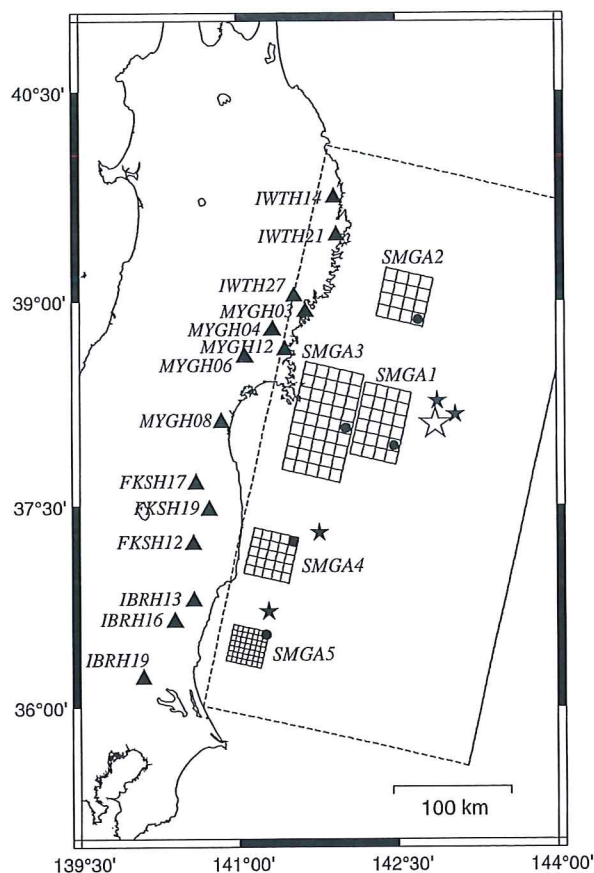 40°30'
IWTH14
IWTH21
SMGA2
IWTH27
39°00'
MYGH03
MYGH04
MYGH12
SMGA3
MYGH06
SMGA1
MYGH08
FKSH17
37°30'
FKSH19
FKSH12
SMGA4
IBRH13
IBRH16
SMGA5
IBRH19
36°00'
100 km
139°30'
141°00'
142°30'
144°00'